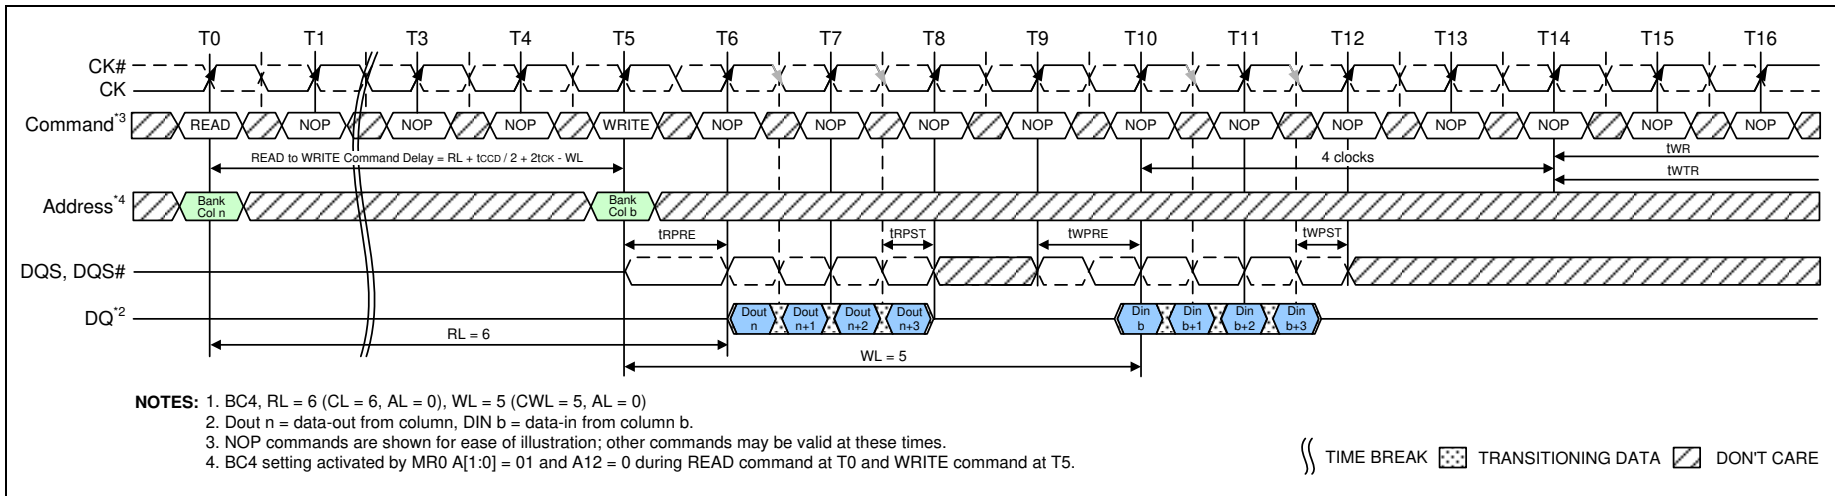 T0 T1 T3 T4 T5 T6 T7 T8 T9 T10 T11 T12 T13 T14 T15 T16
CK#
CK
Command*3 READ NOP NOP NOP WRITE NOP NOP NOP NOP NOP NOP NOP NOP NOP NOP NOP
READ to WRITE Command Delay = RL + tCCD / 2 + 2tCK - WL 4 clocks tWR
tWTR
Address*4 Bank Col n Bank Col b
tRPRE tRPST tWPRE tWPST
DQS, DQS#
DQ*2 Dout n Dout n+1 Dout n+2 Dout n+3 Din b Din b+1 Din b+2 Din b+3
RL = 6
WL = 5
NOTES: 1. BC4, RL = 6 (CL = 6, AL = 0), WL = 5 (CWL = 5, AL = 0)
2. Dout n = data-out from column, DIN b = data-in from column b.
3. NOP commands are shown for ease of illustration; other commands may be valid at these times.
4. BC4 setting activated by MR0 A[1:0] = 01 and A12 = 0 during READ command at T0 and WRITE command at T5.
TIME BREAK TRANSITIONING DATA DON'T CARE